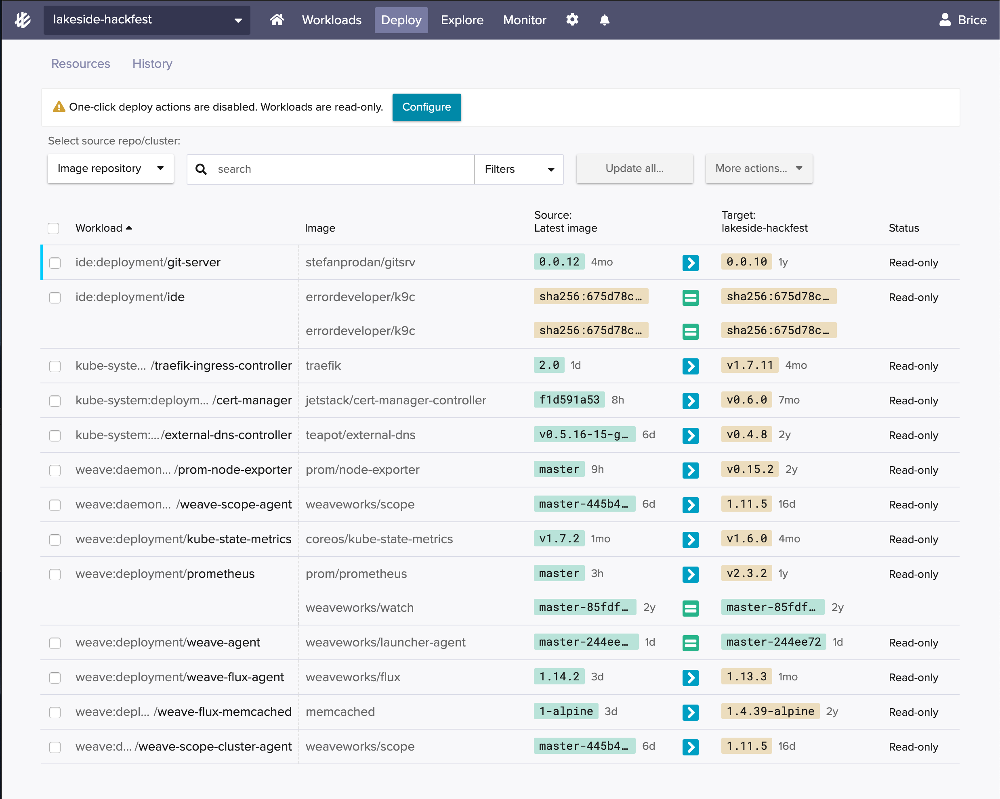 lakeside-hackfest Workloads Deploy Explore Monitor Brice
Resources History
One-click deploy actions are disabled. Workloads are read-only. Configure
Select source repo/cluster:
Image repository search Filters Update all... More actions...
Source: Target:
Workload Image Latest image lakeside-hackfest Status
ide:deployment/git-server stefanprodan/gitsrv 0.0.12 4mo 0.0.10 1y Read-only
ide:deployment/ide errordeveloper/k9c sha256:675d78c… sha256:675d78c… Read-only
errordeveloper/k9c sha256:675d78c… sha256:675d78c…
kube-syste... /traefik-ingress-controller traefik 2.0 1d v1.7.11 4mo Read-only
kube-system:deploym... /cert-manager jetstack/cert-manager-controller f1d591a53 8h v0.6.0 7mo Read-only
kube-system:.../external-dns-controller teapot/external-dns v0.5.16-15-g… 6d v0.4.8 2y Read-only
weave:daemon... /prom-node-exporter prom/node-exporter master 9h v0.15.2 2y Read-only
weave:daemon... /weave-scope-agent weaveworks/scope master-445b4… 6d 1.11.5 16d Read-only
weave:deployment/kube-state-metrics coreos/kube-state-metrics v1.7.2 1mo v1.6.0 4mo Read-only
weave:deployment/prometheus prom/prometheus master 3h v2.3.2 1y Read-only
weaveworks/watch master-85fdf… 2y master-85fdf… 2y
weave:deployment/weave-agent weaveworks/launcher-agent master-244ee… 1d master-244ee72 1d Read-only
weave:deployment/weave-flux-agent weaveworks/flux 1.14.2 3d 1.13.3 1mo Read-only
weave:depl... /weave-flux-memcached memcached 1-alpine 3d 1.4.39-alpine 2y Read-only
weave:d... /weave-scope-cluster-agent weaveworks/scope master-445b4… 6d 1.11.5 16d Read-only